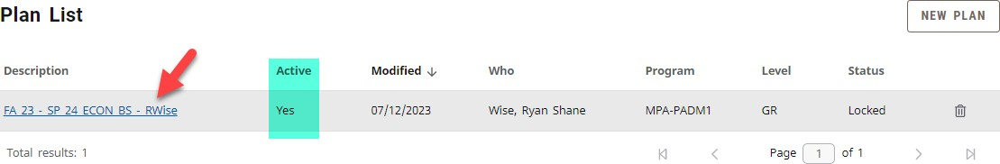 Plan List
NEW PLAN
Description Active Modified Who Program Level Status
FA 23 - SP 24 ECON BS - RWise Yes 07/12/2023 Wise, Ryan Shane MPA-PADM1 GR Locked
Total results: 1 Page 1 of 1